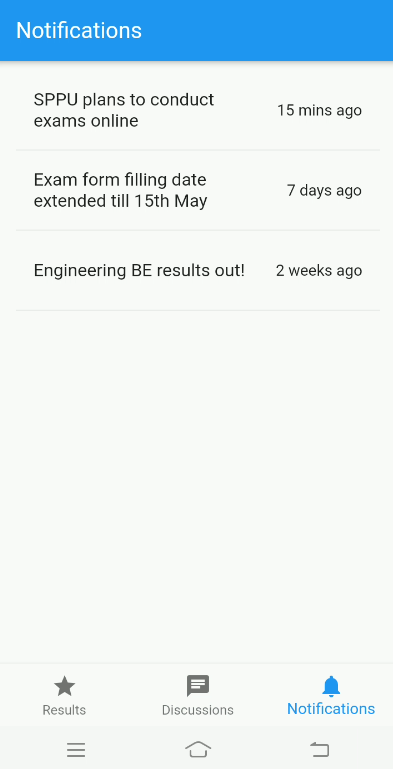 Notifications
SPPU plans to conduct
exams online
15 mins ago
Exam form filling date
extended till 15th May
7 days ago
Engineering BE results out!
2 weeks ago
Results
Discussions
Notifications